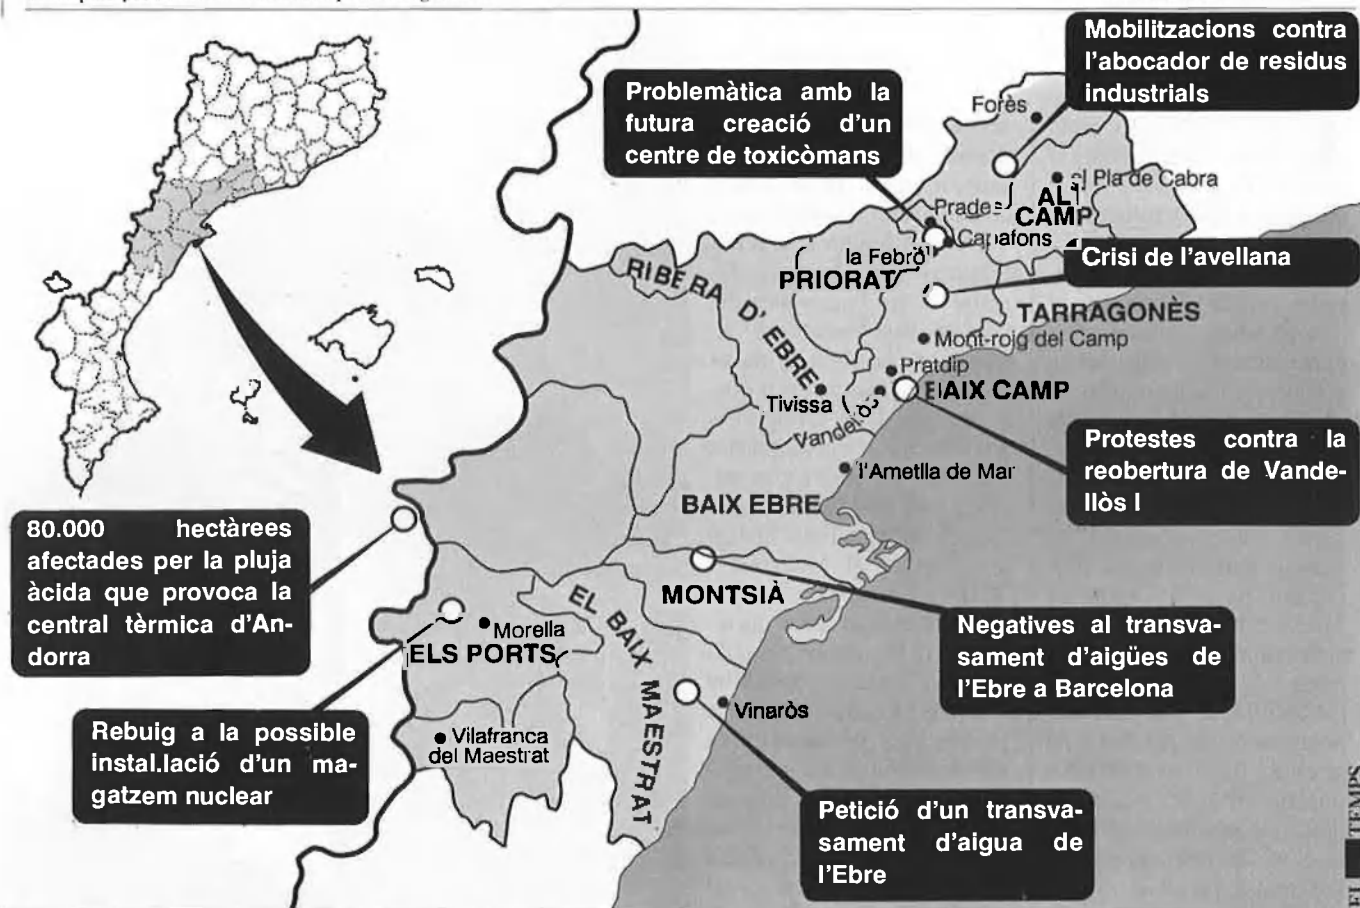 Mobilitzacions contra
l'abocador de residus
industrials
Problemàtica amb la
futura creació d'un
centre de toxicòmans
Forès
el Pla de Cabra
ALT
CAMP
Prades
Capafons
la Febró
Crisi de l'avellana
PRIORAT
RIBERA D'EBRE
TARRAGONÈS
Mont-roig del Camp
Pratdip
BAIX CAMP
Tivissa
Vandellòs
Protestes contra la
reobertura de Vande-
llòs I
l'Ametlla de Mar
BAIX EBRE
80.000 hectàrees
afectades per la pluja
àcida que provoca la
central tèrmica d'An-
dorra
MONTSIÀ
EL BAIX MAESTRAT
Morella
ELS PORTS
Negatives al transva-
sament d'aigües de
l'Ebre a Barcelona
Vinaròs
Rebuig a la possible
instal.lació d'un ma-
gatzem nuclear
Vilafranca
del Maestrat
Petició d'un transva-
sament d'aigua de
l'Ebre
TEMPS
EL